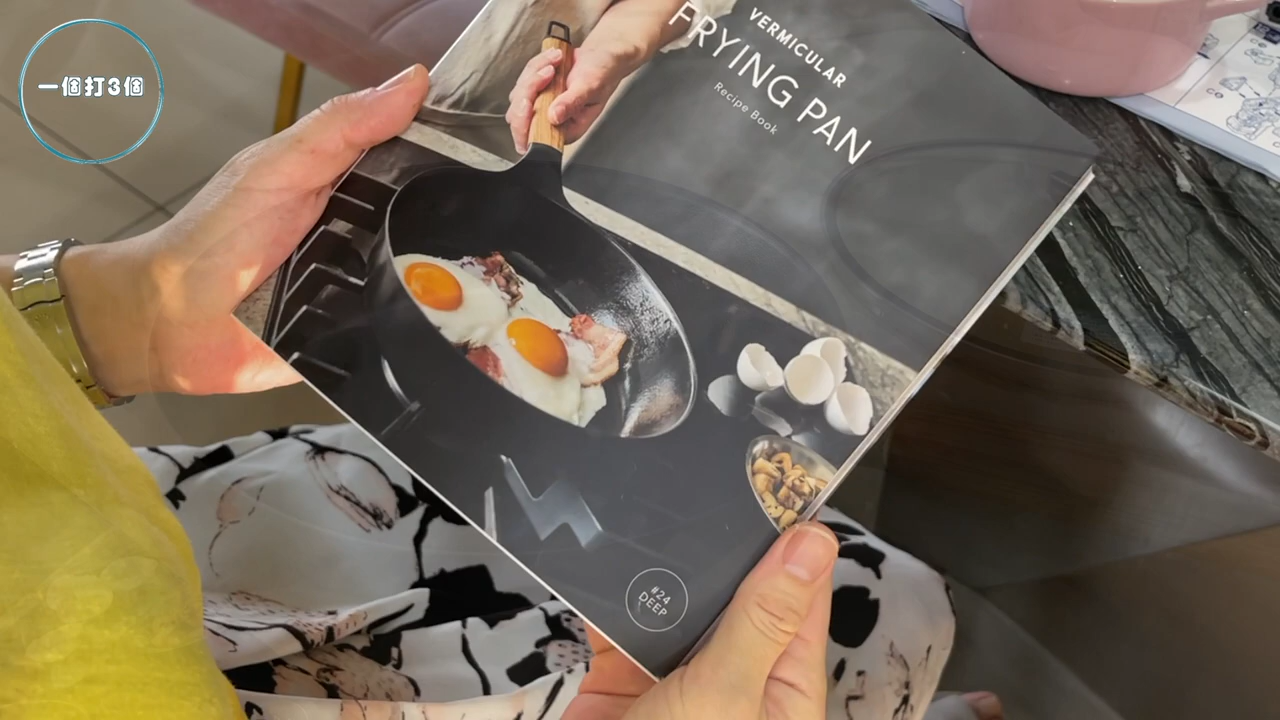 一個打3個
VERMICULAR
FRYING PAN
Recipe Book
#24
DEEP